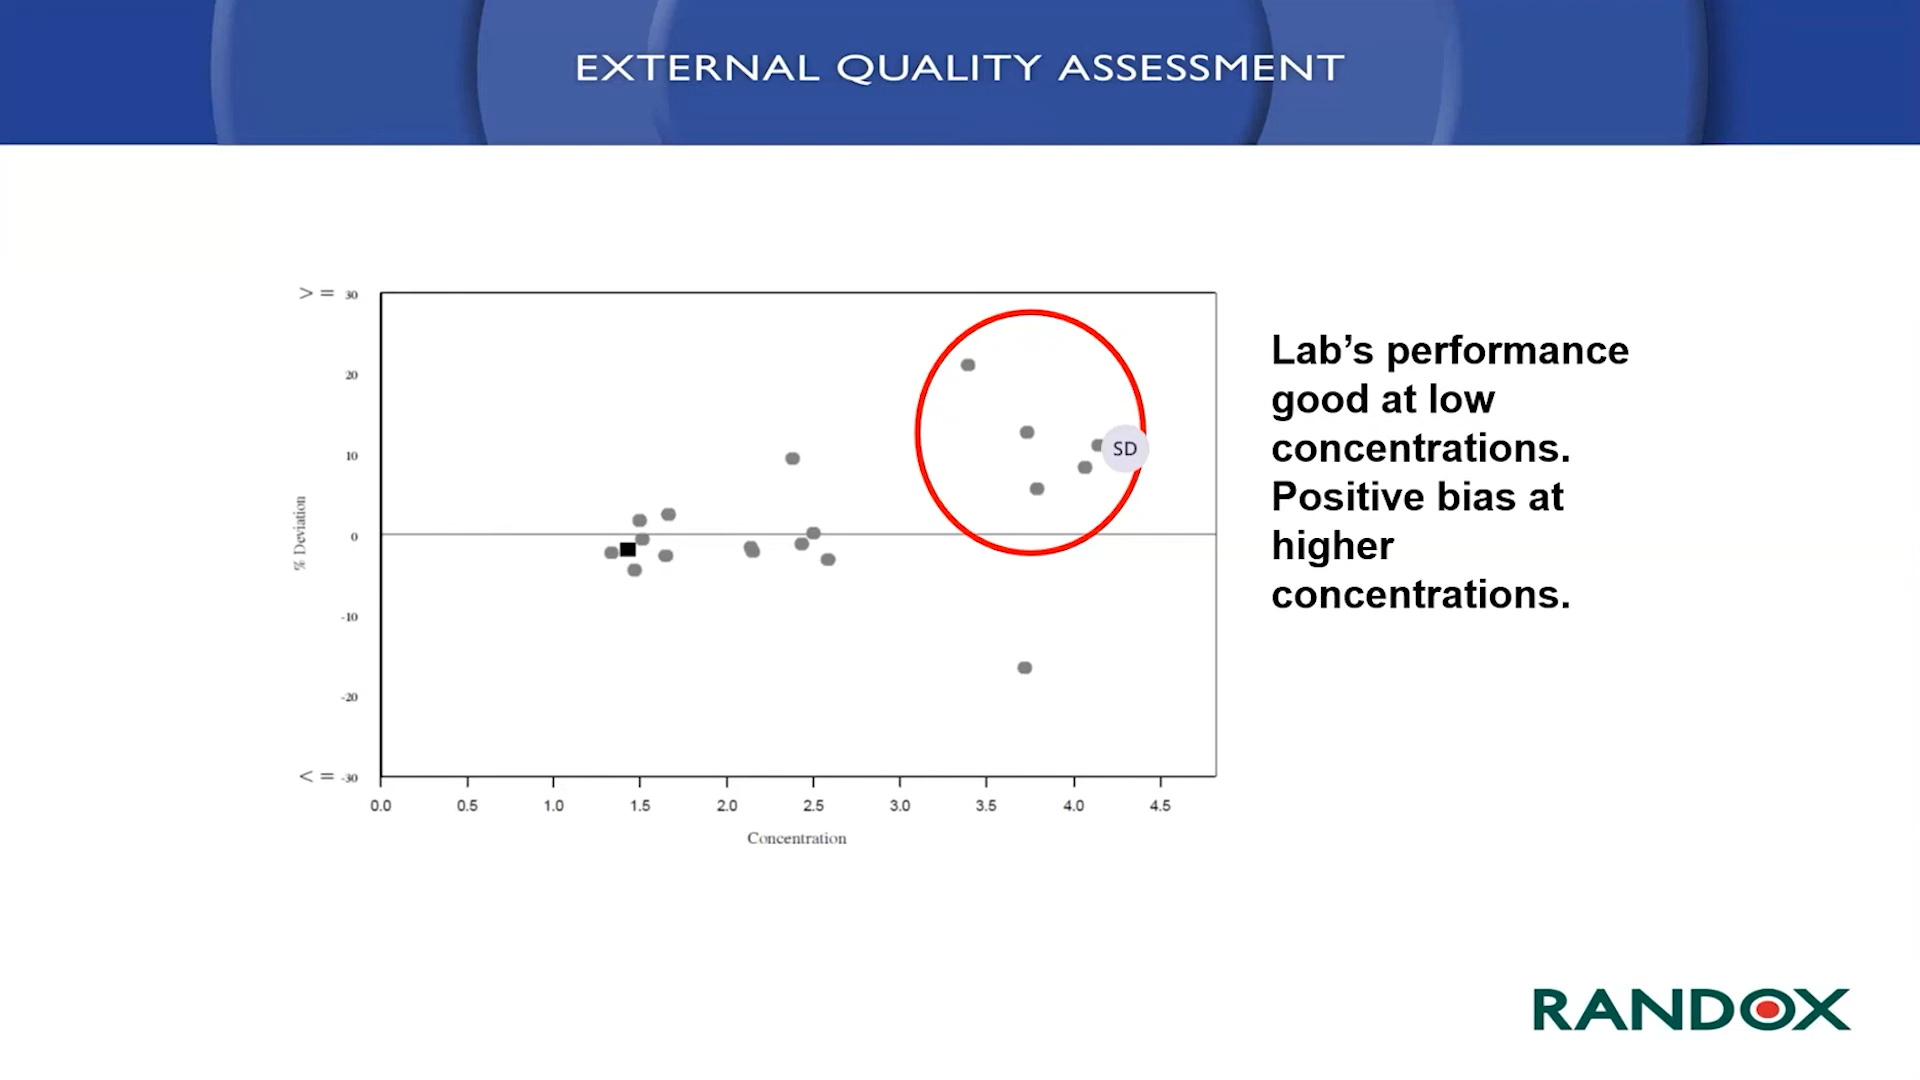 EXTERNAL QUALITY ASSESSMENT
> = 30
20
10
0
-10
-20
< = -30
% Deviation
0.0 0.5 1.0 1.5 2.0 2.5 3.0 3.5 4.0 4.5
Concentration
SD
Lab’s performance
good at low
concentrations.
Positive bias at
higher
concentrations.
RANDOX